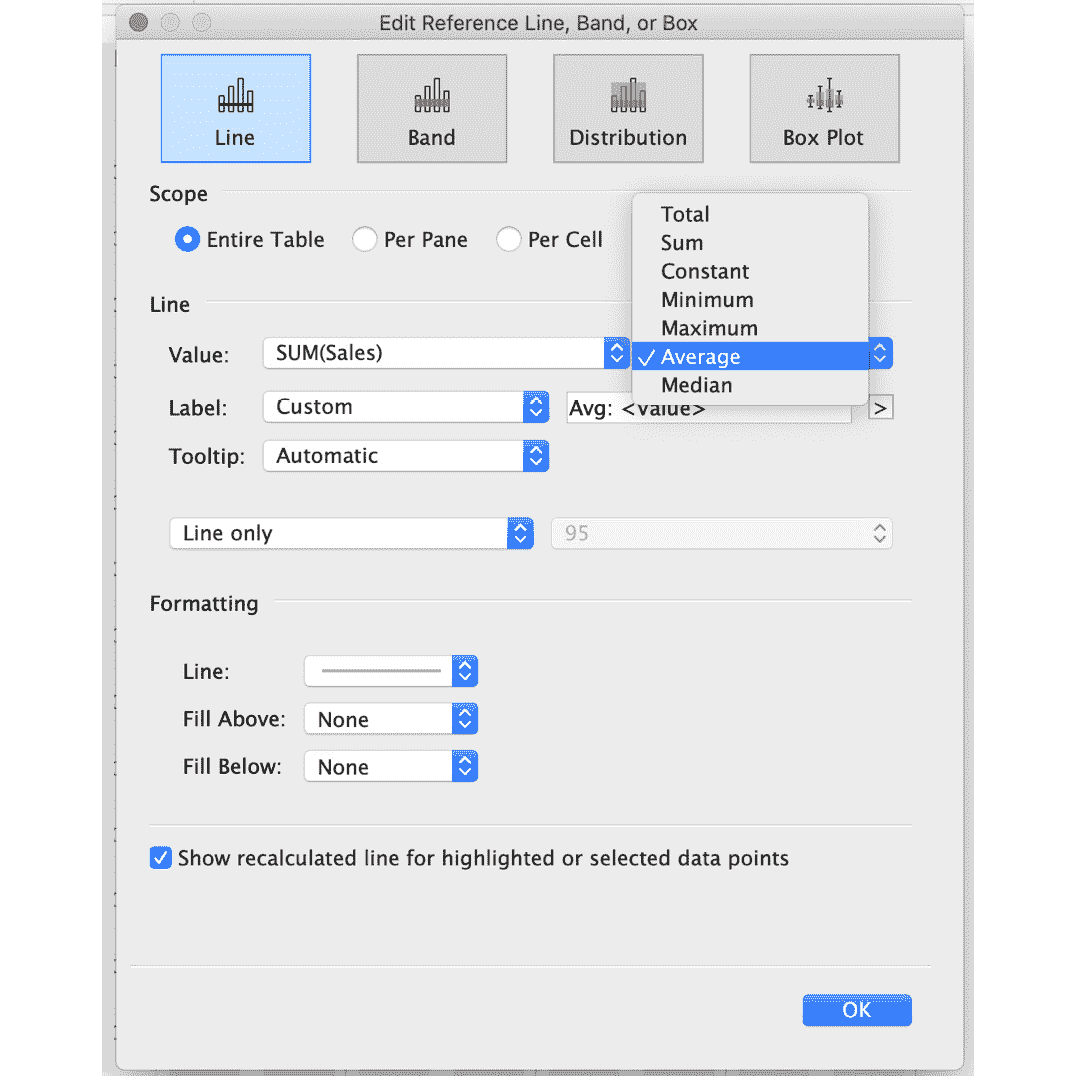 Edit Reference Line, Band, or Box
Line Band Distribution Box Plot
Scope
Entire Table Per Pane Per Cell
Total
Sum
Constant
Minimum
Maximum
Average
Median
Line
Value: SUM(Sales)
Label: Custom Avg: <Value> >
Tooltip: Automatic
Line only 95
Formatting
Line:
Fill Above: None
Fill Below: None
Show recalculated line for highlighted or selected data points
OK